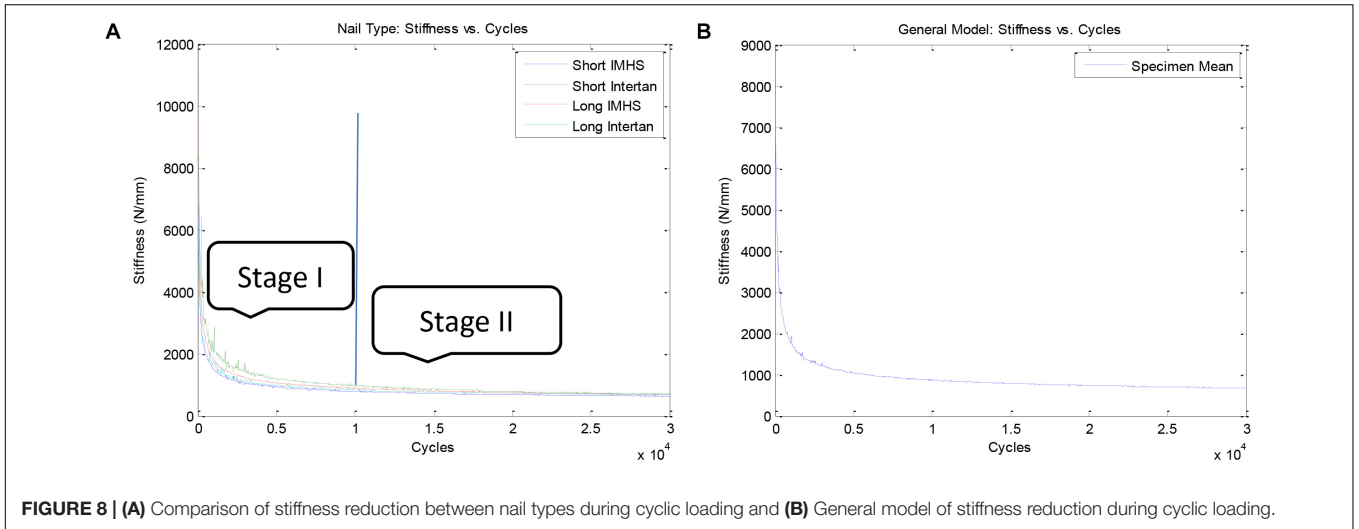 A
Nail Type: Stiffness vs. Cycles
12000
10000
8000
6000
4000
2000
0
Stiffness (N/mm)
Short IMHS
Short Intertan
Long IMHS
Long Intertan
Stage I
Stage II
0 0.5 1 1.5 2 2.5 3
Cycles
x 10⁴
B
General Model: Stiffness vs. Cycles
9000
8000
7000
6000
5000
4000
3000
2000
1000
0
Stiffness (N/mm)
Specimen Mean
0 0.5 1 1.5 2 2.5 3
Cycles
x 10⁴
FIGURE 8 | (A) Comparison of stiffness reduction between nail types during cyclic loading and (B) General model of stiffness reduction during cyclic loading.